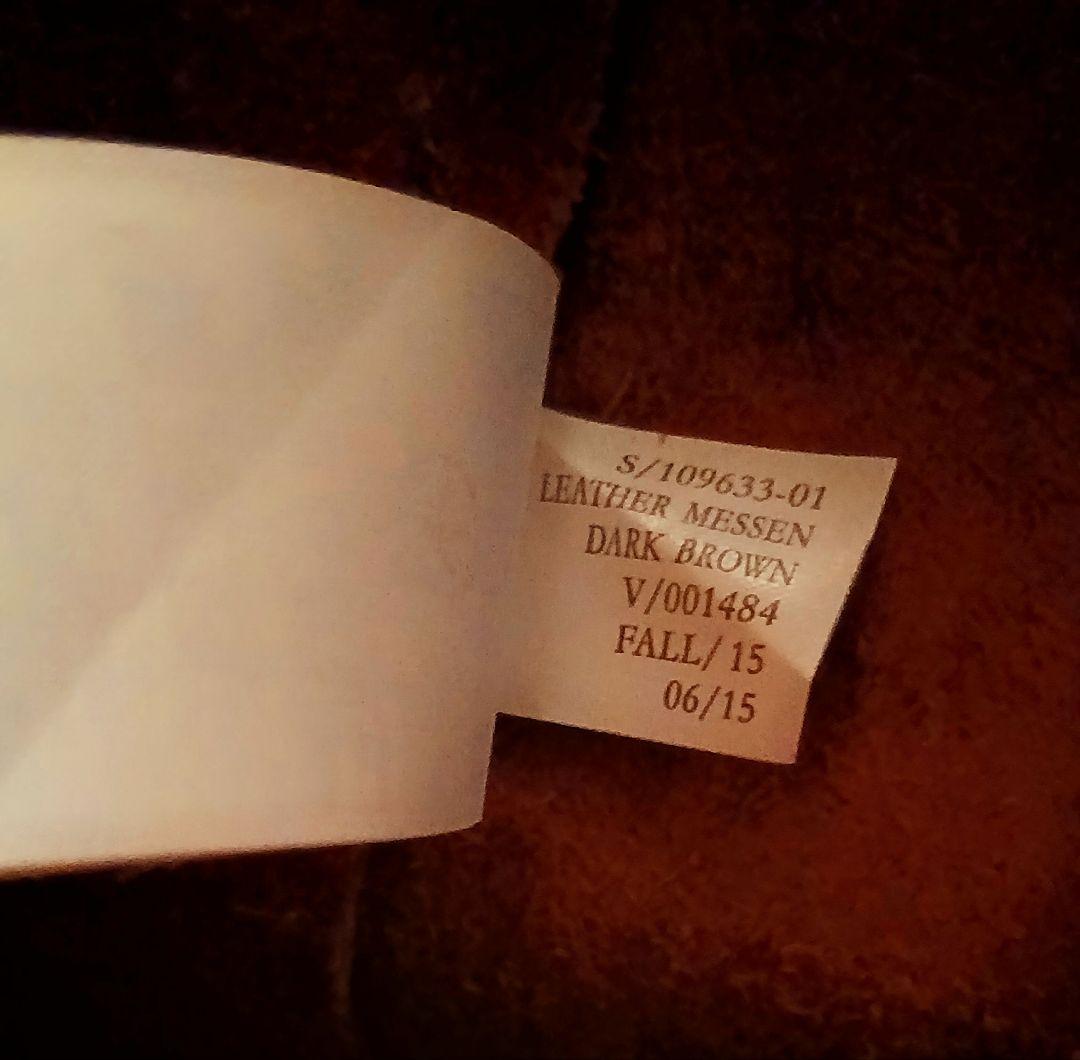 S/109633-01
LEATHER MESSEN
DARK BROWN
V/001484
FALL/ 15
06/15